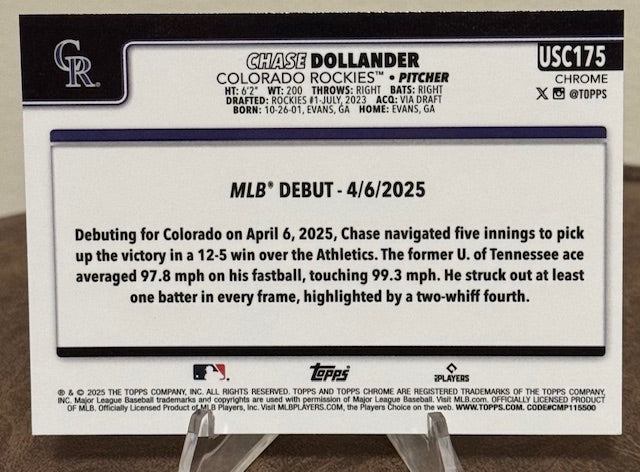 CR
CHASE DOLLANDER
USC175
COLORADO ROCKIES™ • PITCHER
CHROME
HT: 6'2" WT: 200 THROWS: RIGHT BATS: RIGHT
@TOPPS
DRAFTED: ROCKIES #1-JULY, 2023 ACQ: VIA DRAFT
BORN: 10-26-01, EVANS, GA HOME: EVANS, GA
MLB® DEBUT - 4/6/2025
Debuting for Colorado on April 6, 2025, Chase navigated five innings to pick
up the victory in a 12-5 win over the Athletics. The former U. of Tennessee ace
averaged 97.8 mph on his fastball, touching 99.3 mph. He struck out at least
one batter in every frame, highlighted by a two-whiff fourth.
Topps
PLAYERS
® & © 2025 THE TOPPS COMPANY, INC. ALL RIGHTS RESERVED. TOPPS AND TOPPS CHROME ARE REGISTERED TRADEMARKS OF THE TOPPS COMPANY,
INC. Major League Baseball trademarks and copyrights are used with permission of Major League Baseball. Visit MLB.com. OFFICIALLY LICENSED PRODUCT
OF MLB. Officially Licensed Product of MLB Players, Inc. Visit MLBPLAYERS.COM, the Players Choice on the web. WWW.TOPPS.COM. CODE#CMP115500